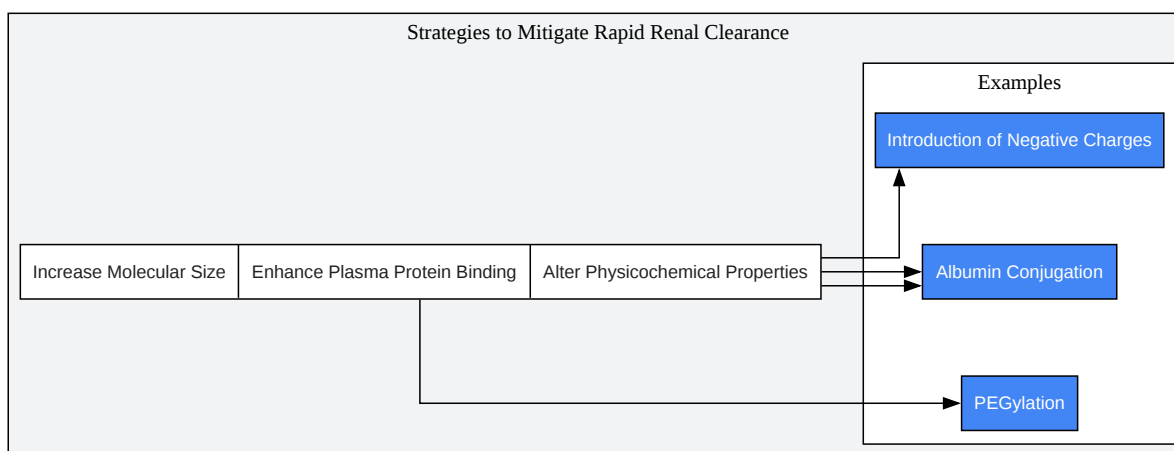 Strategies to Mitigate Rapid Renal Clearance
Examples
Introduction of Negative Charges
Increase Molecular Size
Enhance Plasma Protein Binding
Alter Physicochemical Properties
Albumin Conjugation
PEGylation